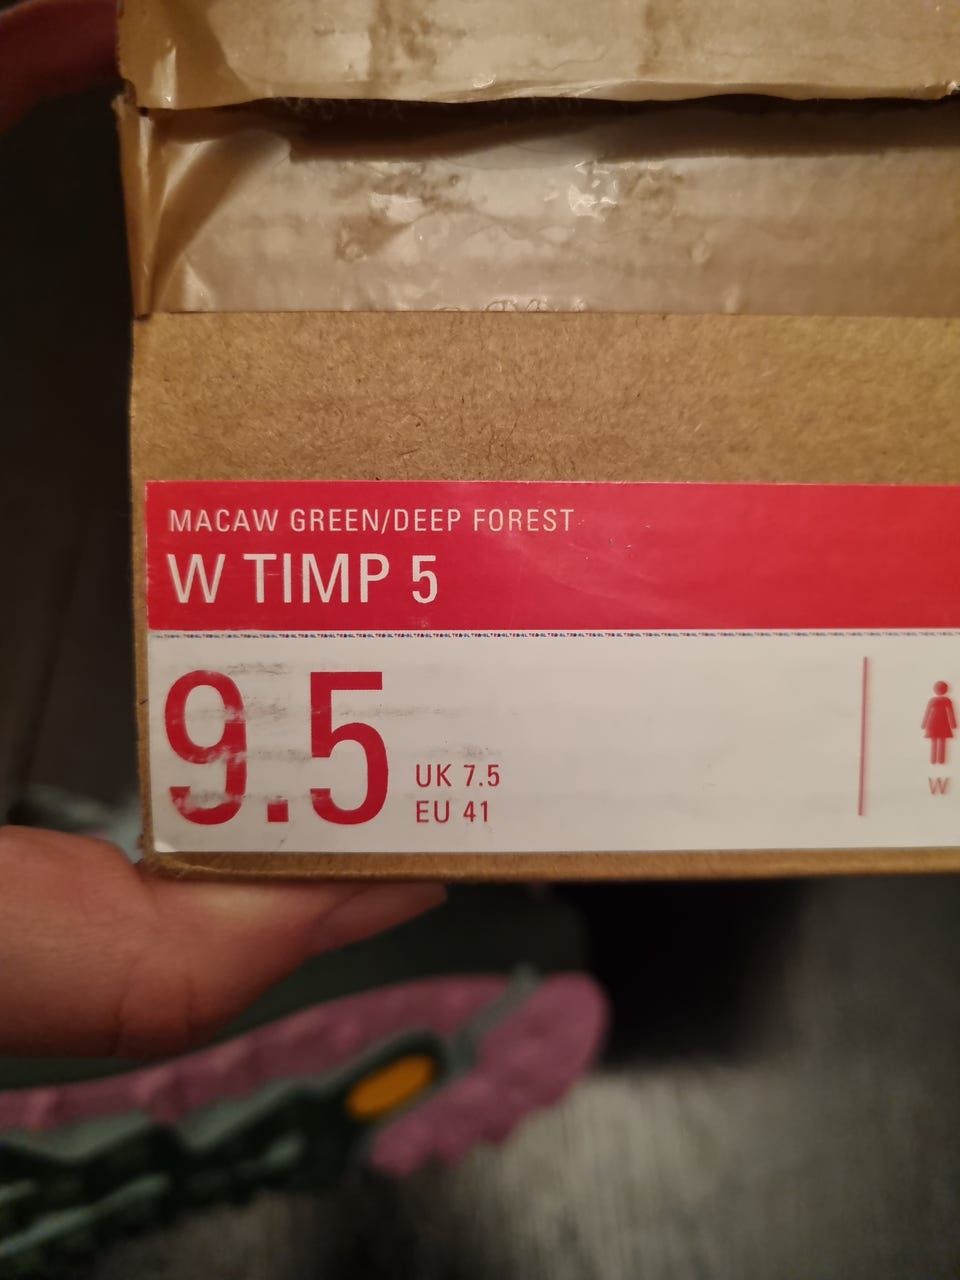 MACAW GREEN/DEEP FOREST
W TIMP 5
9.5
UK 7.5
EU 41
W